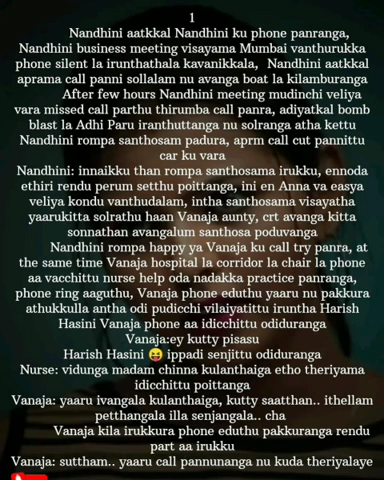 1
Nandhini aatkkal Nandhini ku phone panranga,
Nandhini business meeting visayama Mumbai vanthurukka
phone silent la irunthathala kavanikkala, Nandhini aatkkal
aprama call panni sollalam nu avanga boat la kilamburanga
After few hours Nandhini meeting mudinchi veliya
vara missed call parthu thirumba call panra, adiyatkal bomb
blast la Adhi Paru iranthuttanga nu solranga atha kettu
Nandhini rompa santhosam padura, aprm call cut pannittu
car ku vara
Nandhini: innaikku than rompa santhosama irukku, ennoda
ethiri rendu perum setthu poittanga, ini en Anna va easya
veliya kondu vanthudalam, intha santhosama visayatha
yaarukitta solrathu haan Vanaja aunty, crt avanga kitta
sonnathan avangalum santhosa poduvanga
Nandhini rompa happy ya Vanaja ku call try panra, at
the same time Vanaja hospital la corridor la chair la phone
aa vacchittu nurse help oda nadakka practice panranga,
phone ring aaguthu, Vanaja phone eduthu yaaru nu pakkura
athukkulla antha odi pudicchi vilaiyatittu iruntha Harish
Hasini Vanaja phone aa idicchittu odiduranga
Vanaja:ey kutty pisasu
Harish Hasini 😝 ippadi senjittu odiduranga
Nurse: vidunga madam chinna kulanthaiga etho theriyama
idicchittu poittanga
Vanaja: yaaru ivangala kulanthaiga, kutty saatthan.. ithellam
petthangala illa senjangala.. cha
Vanaja kila irukkura phone eduthu pakkuranga rendu
part aa irukku
Vanaja: suttham.. yaaru call pannunanga nu kuda theriyalaye